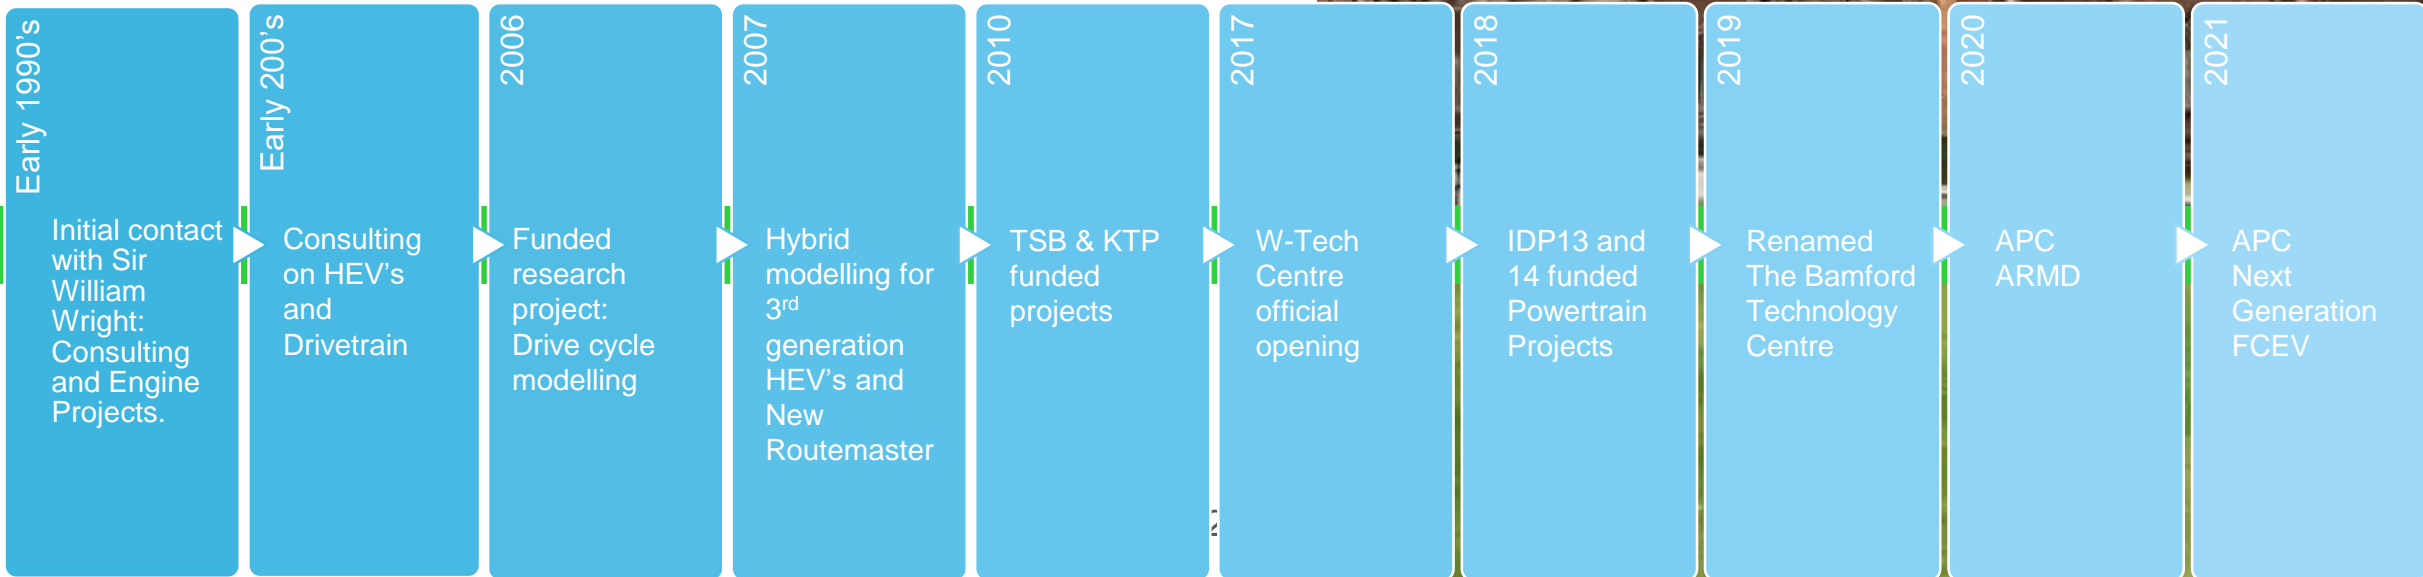 Early 1990's
Initial contact
with Sir
William
Wright:
Consulting
and Engine
Projects.
Early 200's
Consulting
on HEV's
and
Drivetrain
2006
Funded
research
project:
Drive cycle
modelling
2007
Hybrid
modelling for
3rd
generation
HEV's and
New
Routemaster
2010
TSB & KTP
funded
projects
2017
W-Tech
Centre
official
opening
2018
IDP13 and
14 funded
Powertrain
Projects
2019
Renamed
The Bamford
Technology
Centre
2020
APC
ARMD
2021
APC
Next
Generation
FCEV